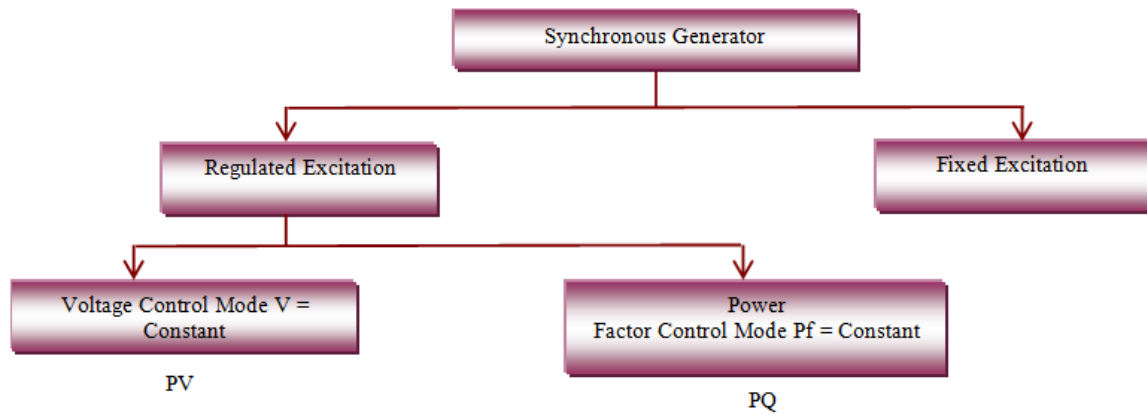 Synchronous Generator
Regulated Excitation
Fixed Excitation
Voltage Control Mode V =
Constant
Power
Factor Control Mode Pf = Constant
PV
PQ